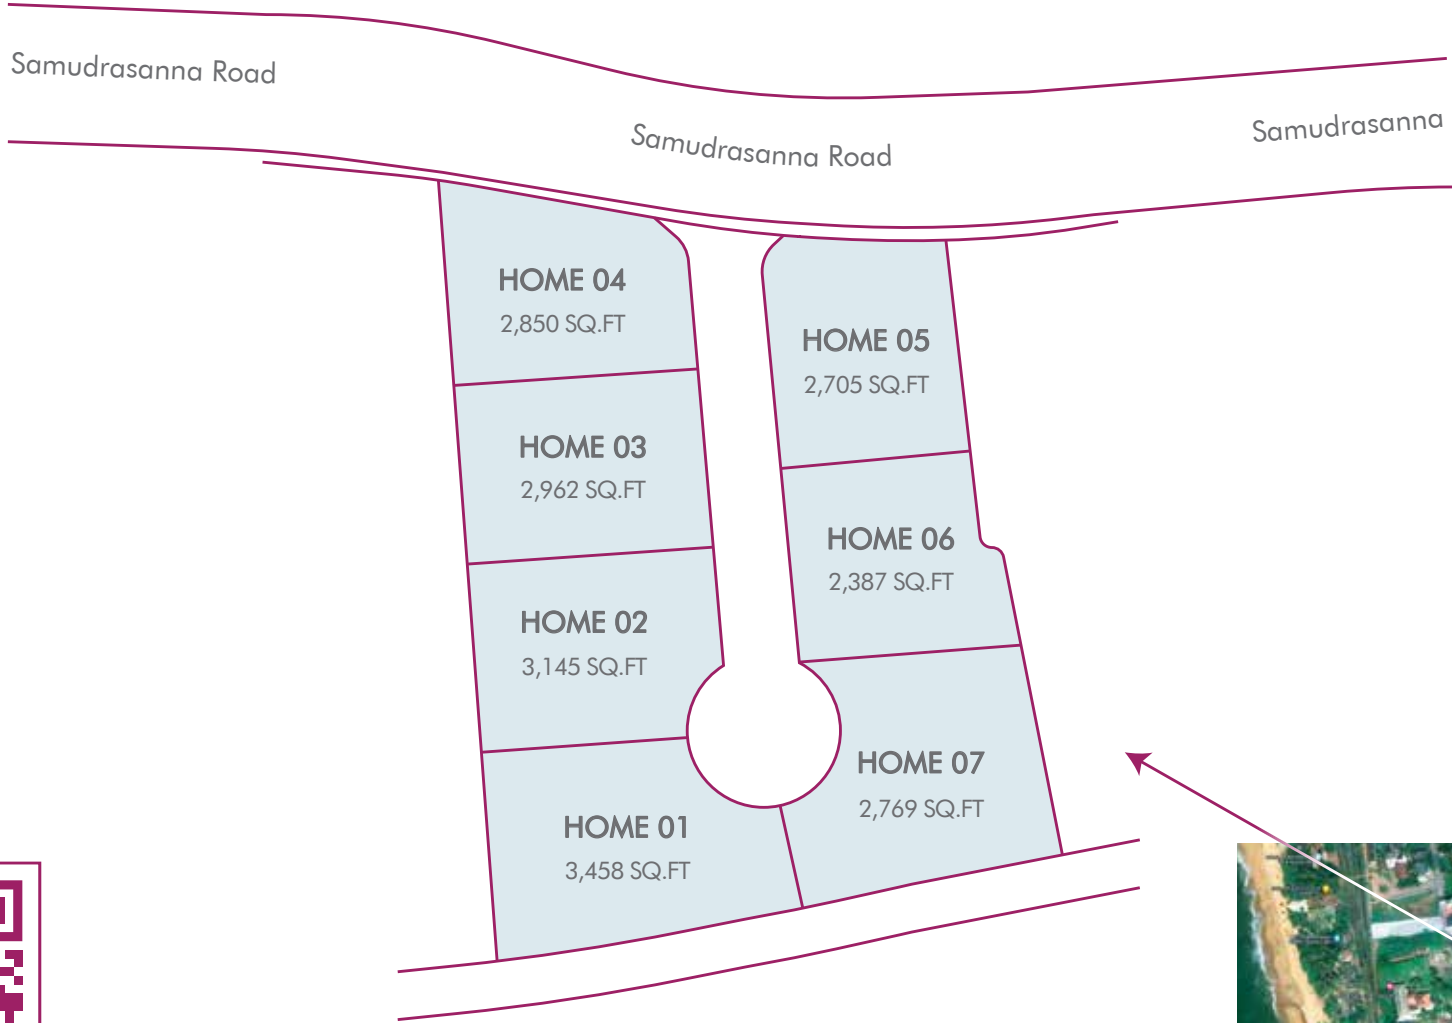 Samudrasanna Road
Samudrasanna Road
Samudrasanna
HOME 04
2,850 SQ.FT
HOME 03
2,962 SQ.FT
HOME 02
3,145 SQ.FT
HOME 01
3,458 SQ.FT
HOME 05
2,705 SQ.FT
HOME 06
2,387 SQ.FT
HOME 07
2,769 SQ.FT